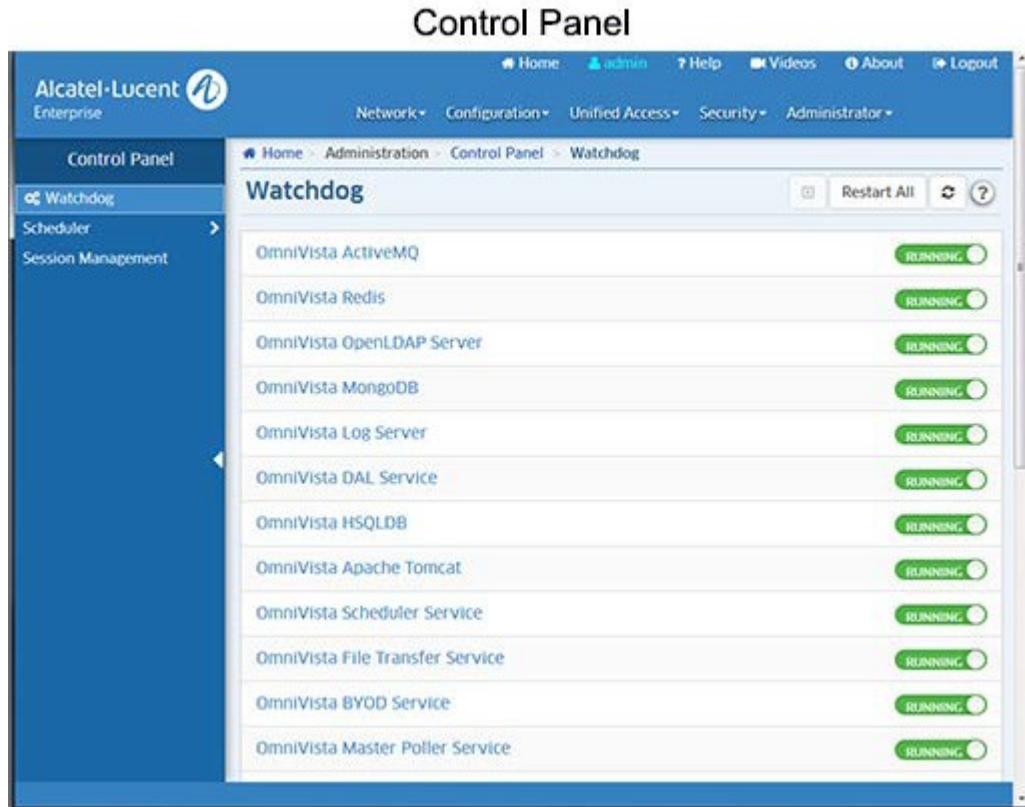 Control Panel
Home admin ? Help Videos About Logout
Alcatel·Lucent
Enterprise
Network Configuration Unified Access Security Administrator
Control Panel
Home > Administration > Control Panel > Watchdog
Watchdog
Watchdog
Restart All ?
Scheduler
Session Management
OmniVista ActiveMQ RUNNING
OmniVista Redis RUNNING
OmniVista OpenLDAP Server RUNNING
OmniVista MongoDB RUNNING
OmniVista Log Server RUNNING
OmniVista DAL Service RUNNING
OmniVista HSQLDB RUNNING
OmniVista Apache Tomcat RUNNING
OmniVista Scheduler Service RUNNING
OmniVista File Transfer Service RUNNING
OmniVista BYOD Service RUNNING
OmniVista Master Poller Service RUNNING